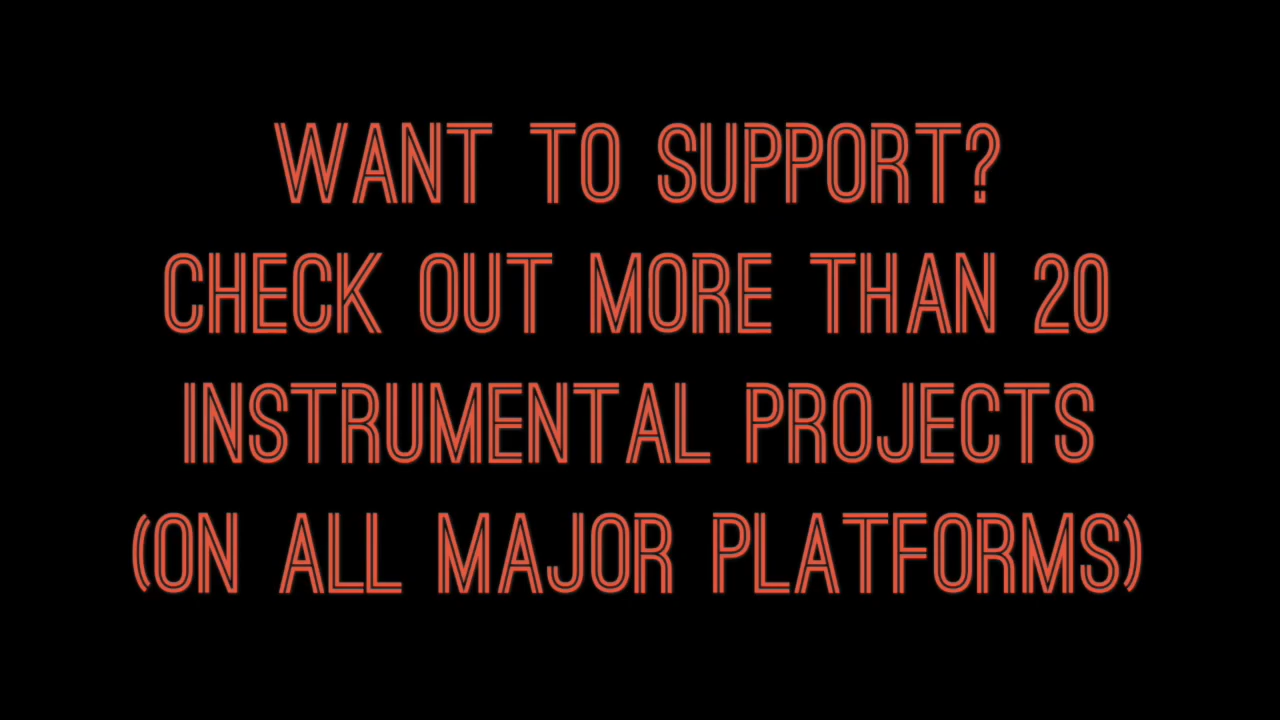 WANT TO SUPPORT?
CHECK OUT MORE THAN 20
INSTRUMENTAL PROJECTS
(ON ALL MAJOR PLATFORMS)